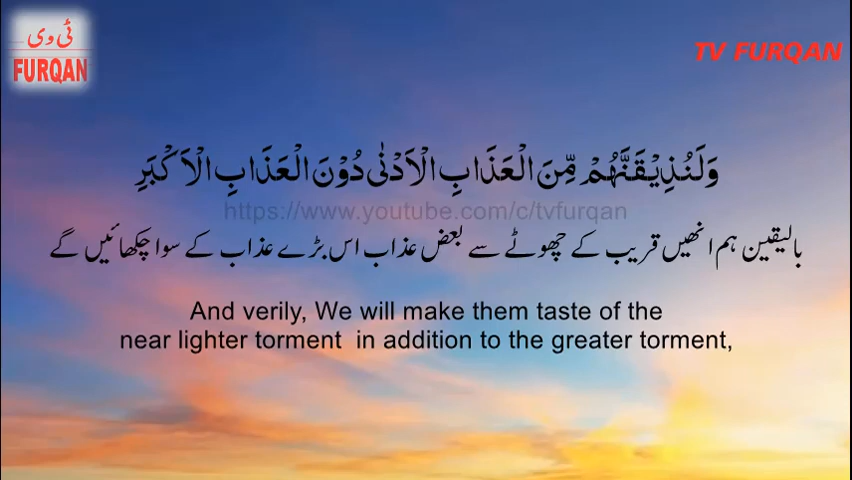 ٹی وی
FURQAN
TV FURQAN
وَلَنُذِيْقَنَّهُمْ مِّنَ الْعَذَابِ الْاَدْنٰى دُوْنَ الْعَذَابِ الْاَكْبَرِ
https://www.youtube.com/c/tvfurqan
بالیقین ہم انھیں قریب کے چھوٹے سے بعض عذاب اس بڑے عذاب کے سوا چکھائیں گے
And verily, We will make them taste of the
near lighter torment in addition to the greater torment,